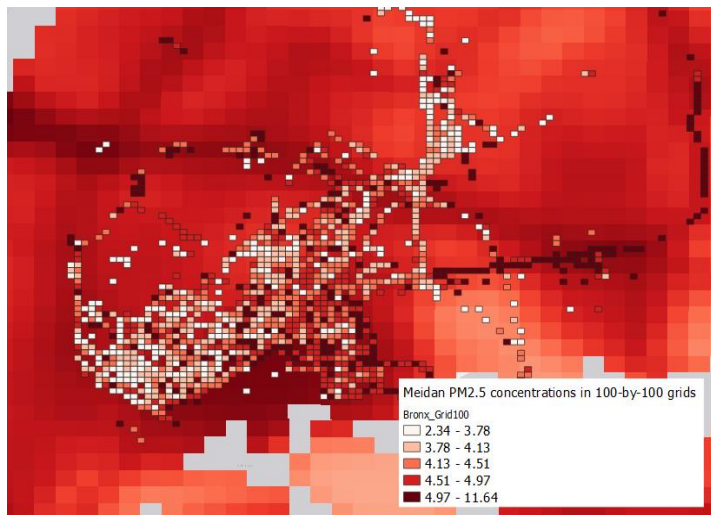 Meidan PM2.5 concentrations in 100-by-100 grids
Bronx_Grid100
2.34 - 3.78
3.78 - 4.13
4.13 - 4.51
4.51 - 4.97
4.97 - 11.64